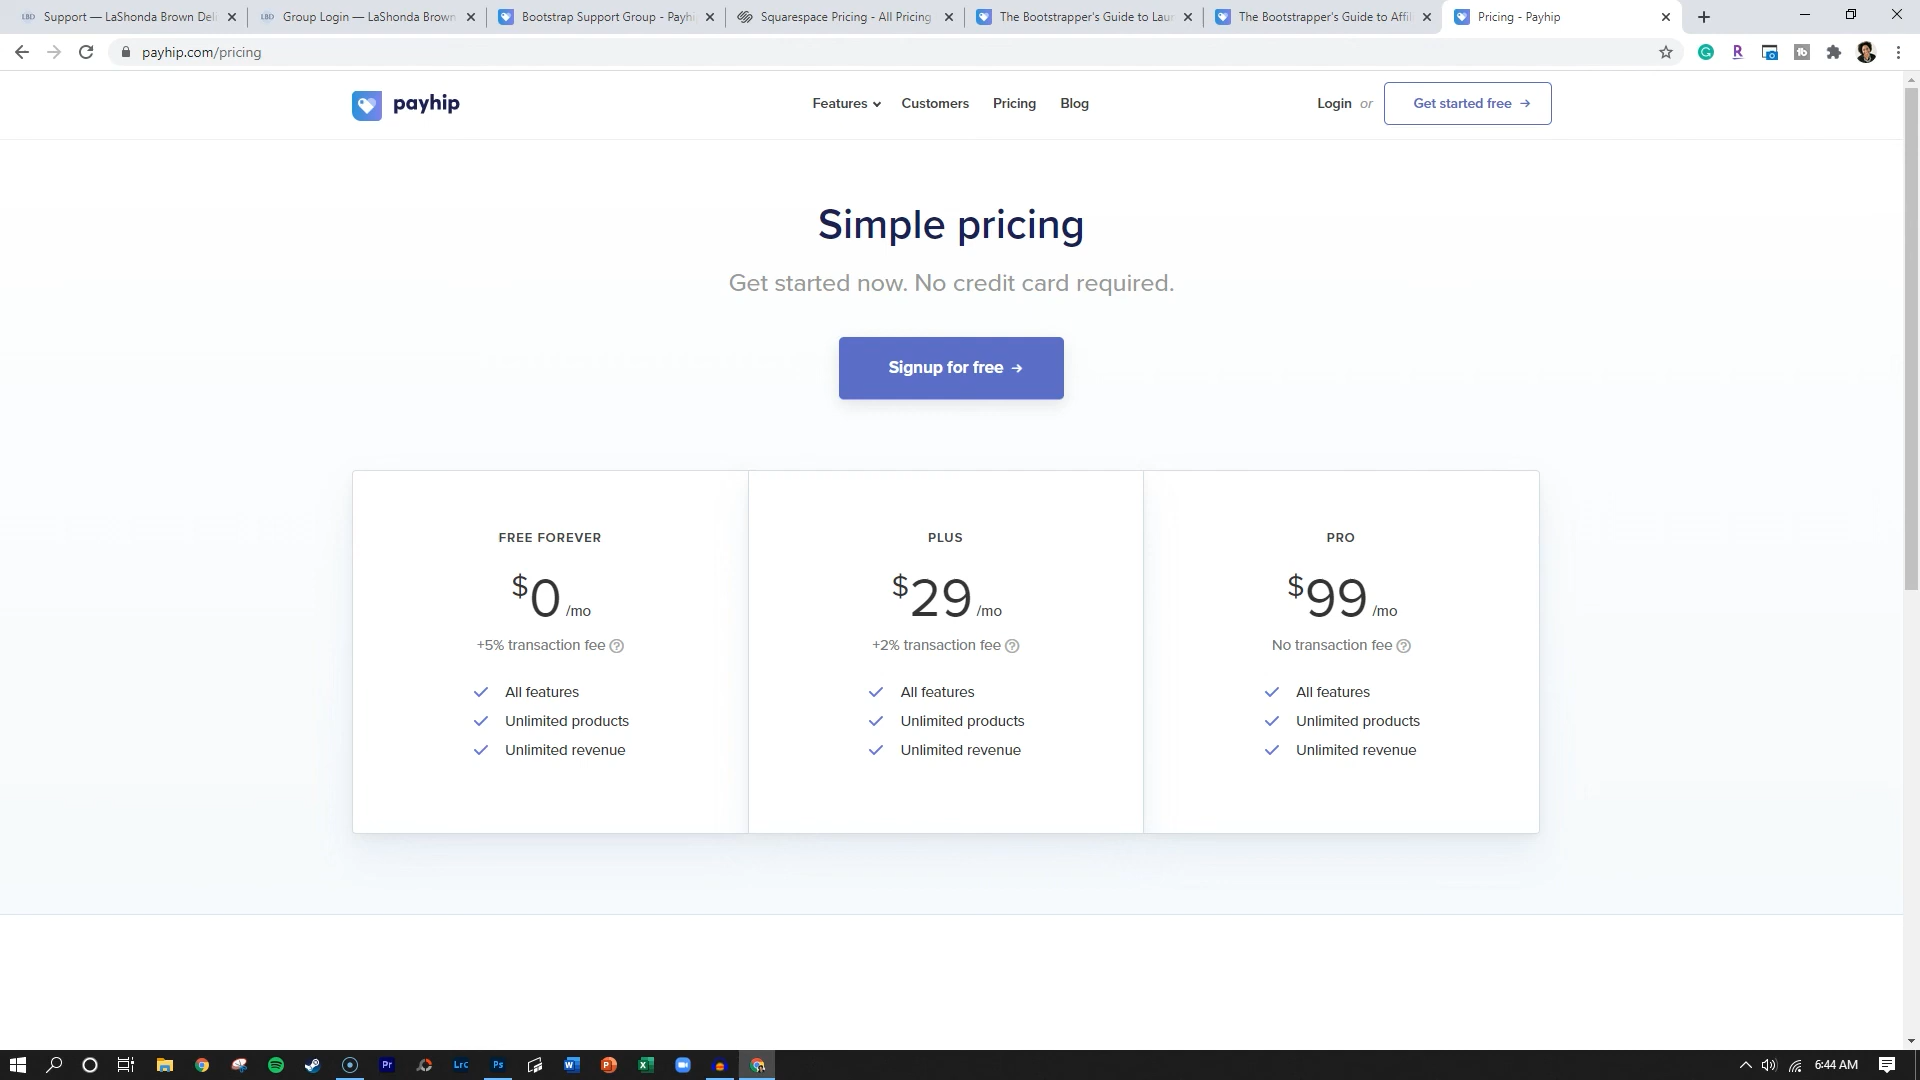 Support — LaShonda Brown Deli
Group Login — LaShonda Brown
Bootstrap Support Group - Payhi
Squarespace Pricing - All Pricing
The Bootstrapper's Guide to Lau
The Bootstrapper's Guide to Affil
Pricing - Payhip
payhip.com/pricing
payhip
Features
Customers
Pricing
Blog
Login or
Get started free →
Simple pricing
Get started now. No credit card required.
Signup for free →
FREE FOREVER
$0 /mo
+5% transaction fee ?
All features
Unlimited products
Unlimited revenue
PLUS
$29 /mo
+2% transaction fee ?
All features
Unlimited products
Unlimited revenue
PRO
$99 /mo
No transaction fee ?
All features
Unlimited products
Unlimited revenue
6:44 AM